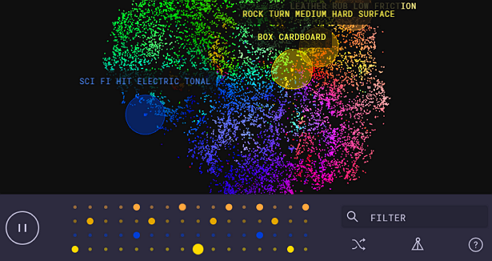 LEATHER RUB LOW FRICTION
ROCK TURN MEDIUM HARD SURFACE
BOX CARDBOARD
SCI FI HIT ELECTRIC TONAL
FILTER
?